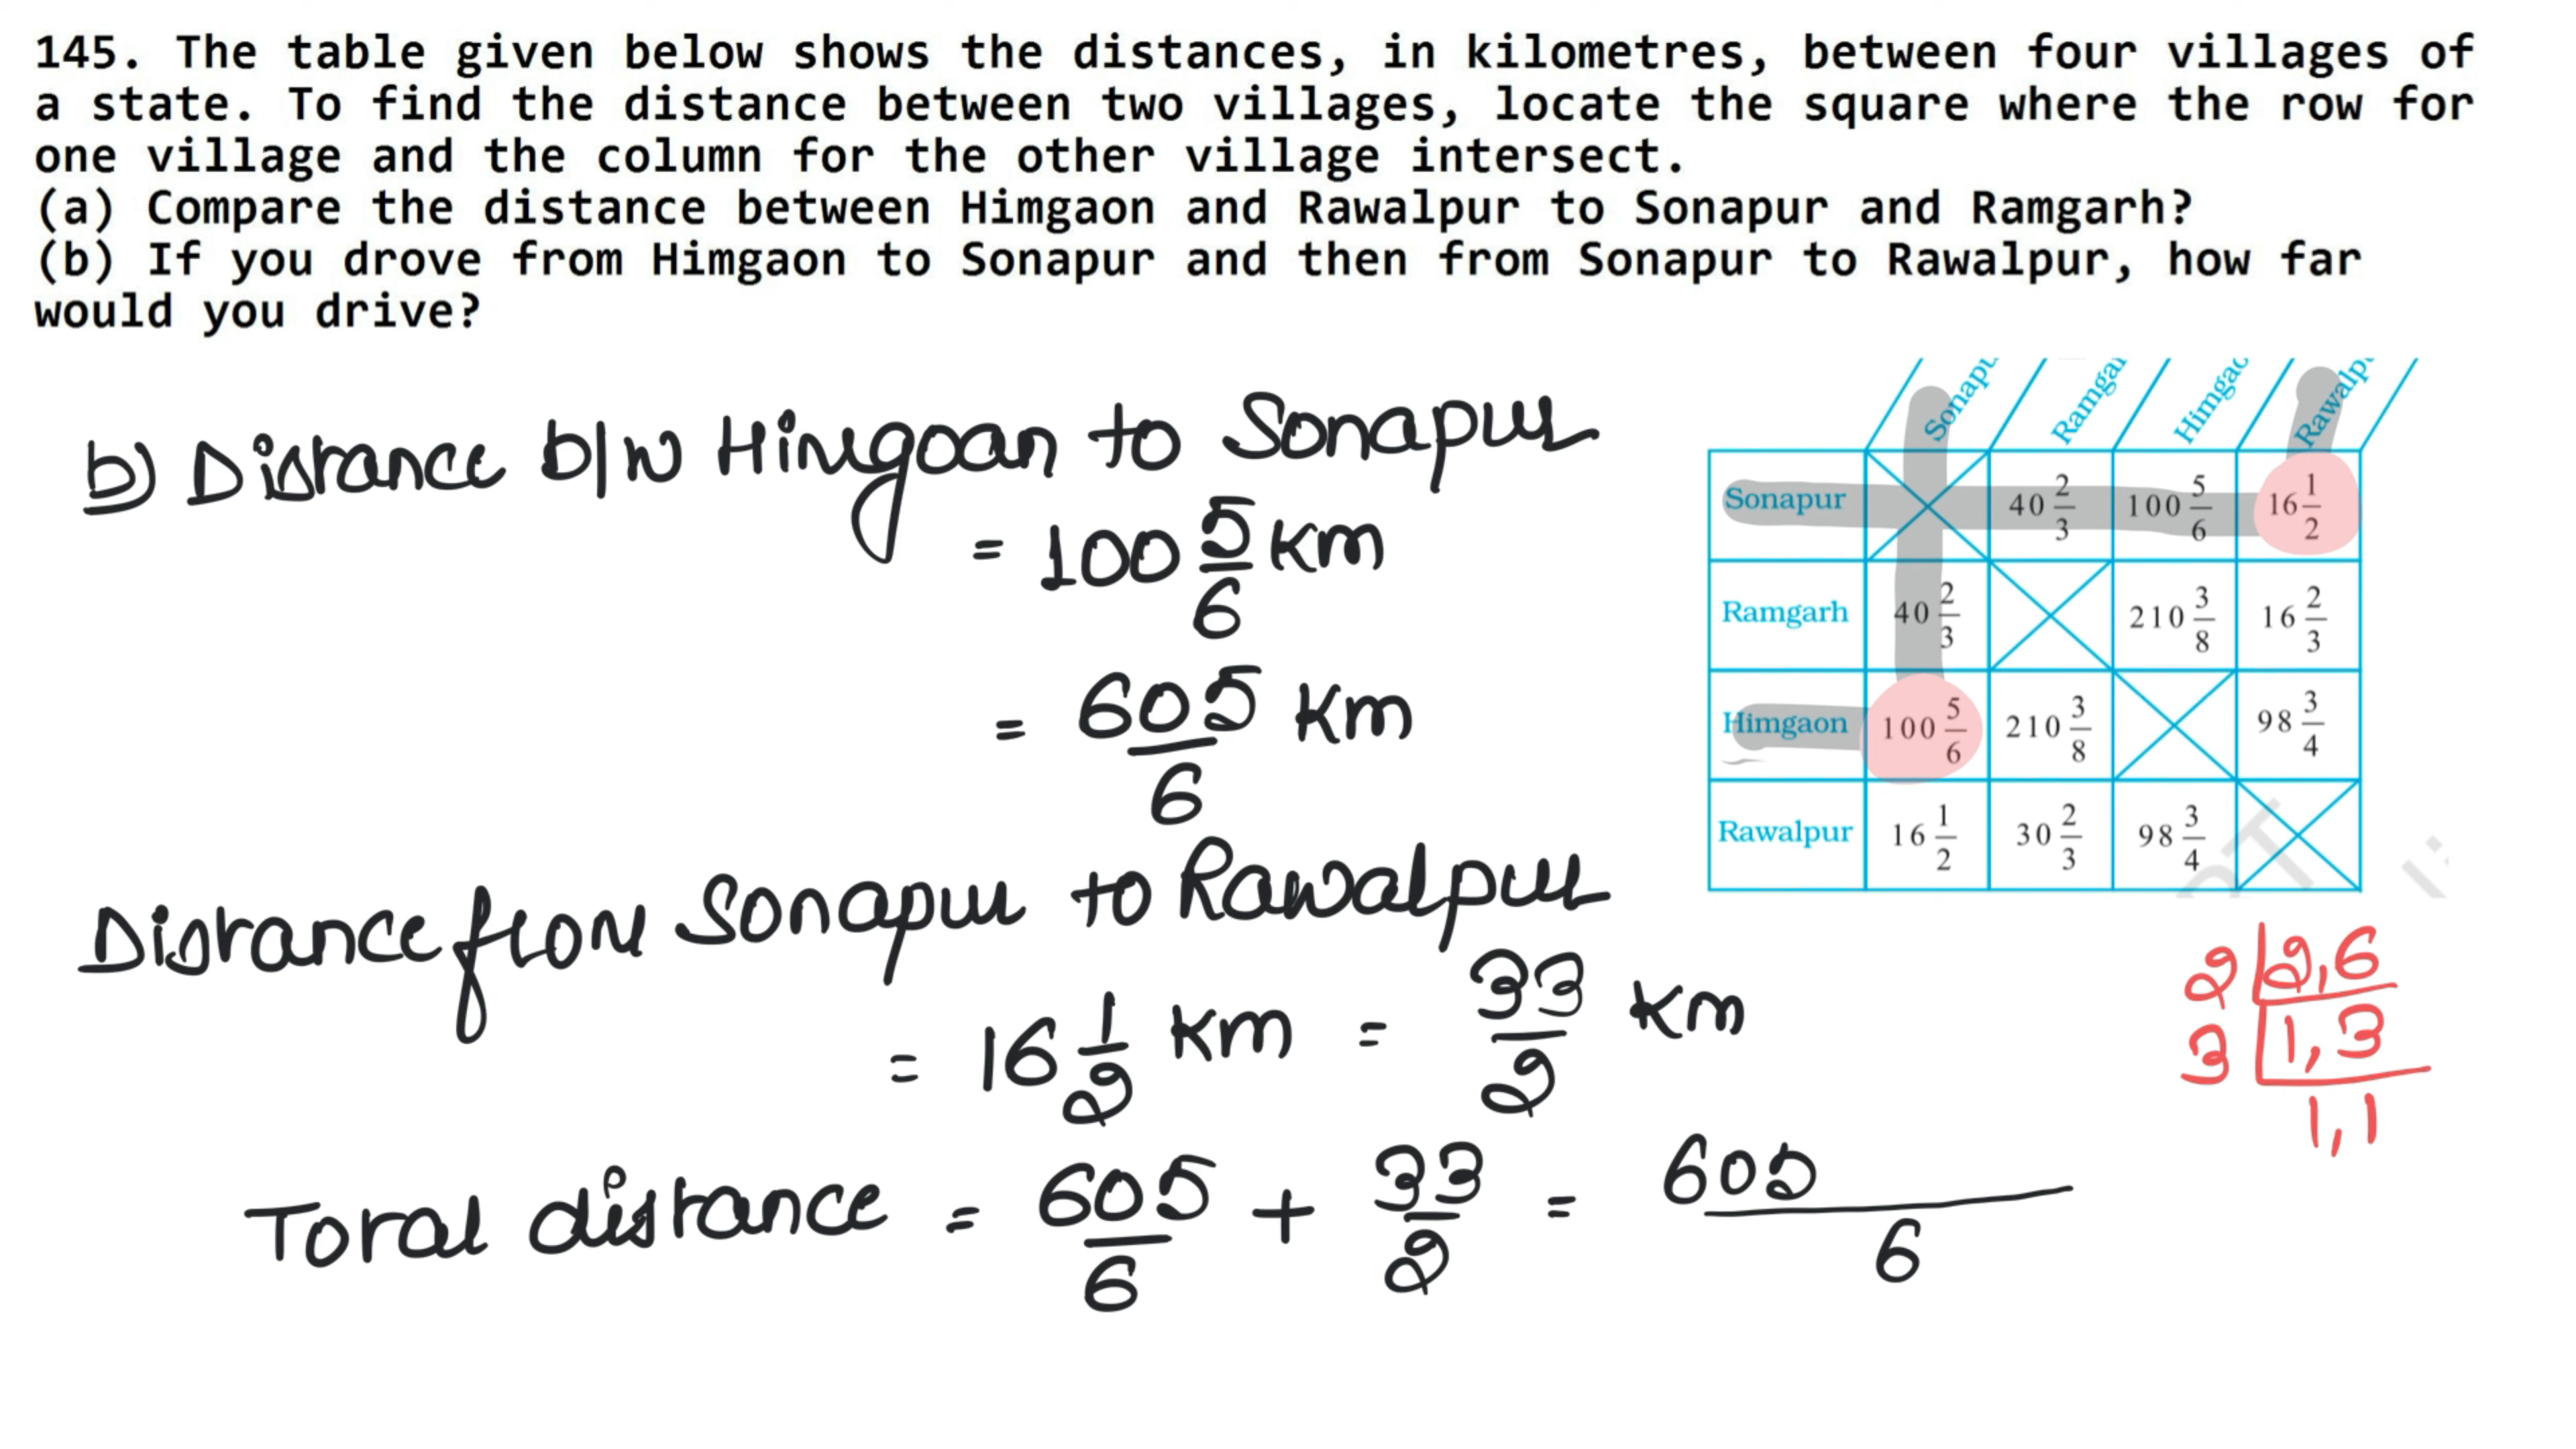 145. The table given below shows the distances, in kilometres, between four villages of
a state. To find the distance between two villages, locate the square where the row for
one village and the column for the other village intersect.
(a) Compare the distance between Himgaon and Rawalpur to Sonapur and Ramgarh?
(b) If you drove from Himgaon to Sonapur and then from Sonapur to Rawalpur, how far
would you drive?
b) Distance b/w Himgoan to Sonapur
= 100 5/6 km
= 605/6 km
Distance from Sonapur to Rawalpur
= 16 1/2 km = 33/2 km
Total distance = 605/6 + 33/2 = 605/6
Sonapu Ramgar Himgao Rawalpu
Sonapur 40 2/3 100 5/6 16 1/2
Ramgarh 40 2/3 210 3/8 16 2/3
Himgaon 100 5/6 210 3/8 98 3/4
Rawalpur 16 1/2 30 2/3 98 3/4
2 | 2, 6
3 | 1, 3
1, 1